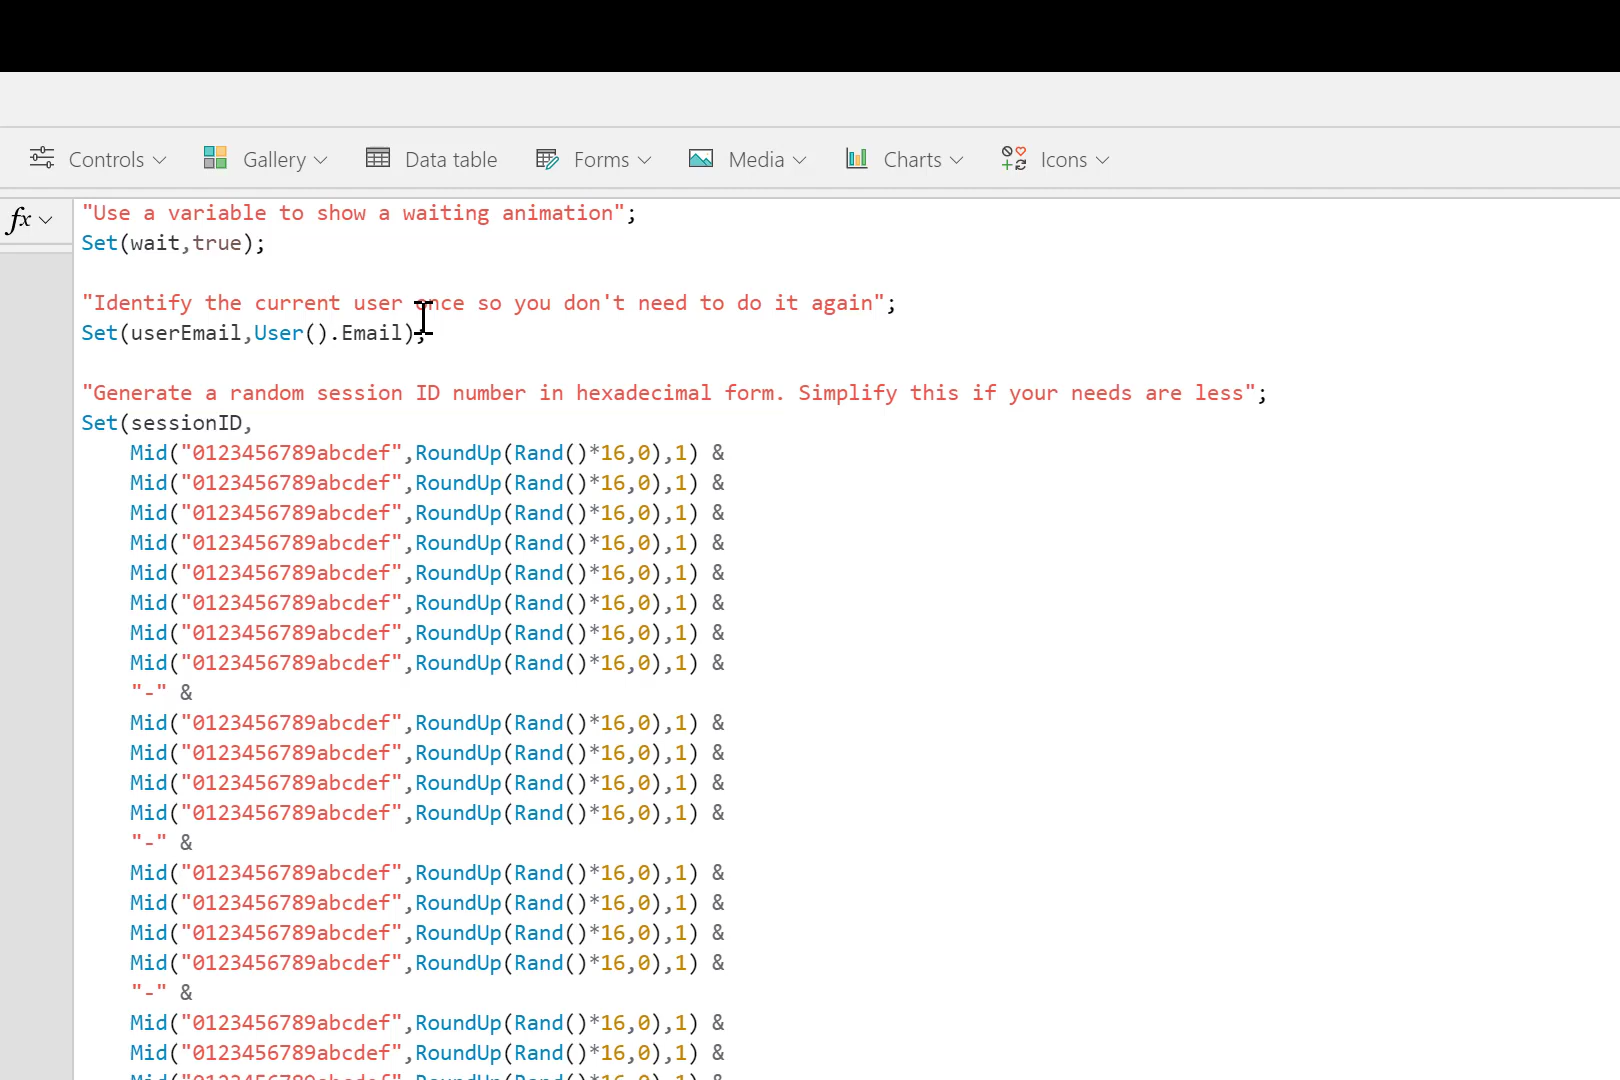 Controls Gallery Data table Forms Media Charts Icons
fx "Use a variable to show a waiting animation";
Set(wait,true);
"Identify the current user once so you don't need to do it again";
Set(userEmail,User().Email);
"Generate a random session ID number in hexadecimal form. Simplify this if your needs are less";
Set(sessionID,
Mid("0123456789abcdef",RoundUp(Rand()*16,0),1) &
Mid("0123456789abcdef",RoundUp(Rand()*16,0),1) &
Mid("0123456789abcdef",RoundUp(Rand()*16,0),1) &
Mid("0123456789abcdef",RoundUp(Rand()*16,0),1) &
Mid("0123456789abcdef",RoundUp(Rand()*16,0),1) &
Mid("0123456789abcdef",RoundUp(Rand()*16,0),1) &
Mid("0123456789abcdef",RoundUp(Rand()*16,0),1) &
Mid("0123456789abcdef",RoundUp(Rand()*16,0),1) &
"-" &
Mid("0123456789abcdef",RoundUp(Rand()*16,0),1) &
Mid("0123456789abcdef",RoundUp(Rand()*16,0),1) &
Mid("0123456789abcdef",RoundUp(Rand()*16,0),1) &
Mid("0123456789abcdef",RoundUp(Rand()*16,0),1) &
"-" &
Mid("0123456789abcdef",RoundUp(Rand()*16,0),1) &
Mid("0123456789abcdef",RoundUp(Rand()*16,0),1) &
Mid("0123456789abcdef",RoundUp(Rand()*16,0),1) &
Mid("0123456789abcdef",RoundUp(Rand()*16,0),1) &
"-" &
Mid("0123456789abcdef",RoundUp(Rand()*16,0),1) &
Mid("0123456789abcdef",RoundUp(Rand()*16,0),1) &